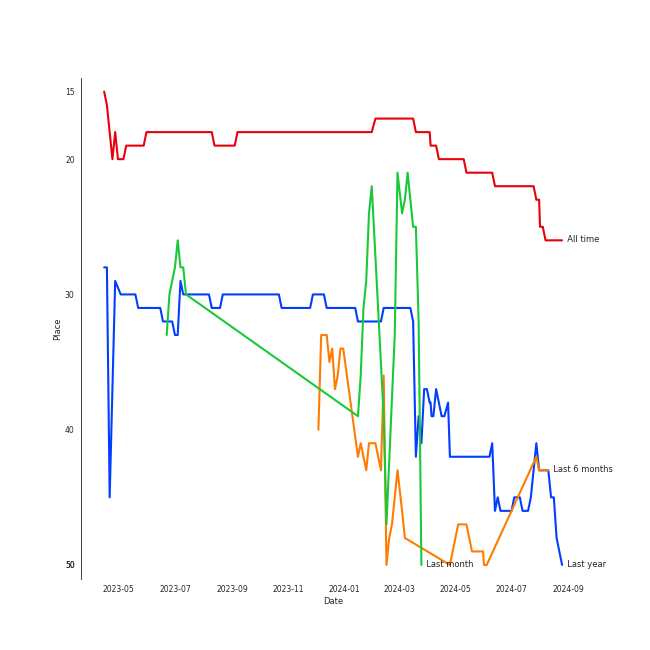 15
20
All time
30
Place
40
Last 6 months
50
Last month
Last year
2023-05
2023-07
2023-09
2023-11
2024-01
2024-03
2024-05
2024-07
2024-09
Date